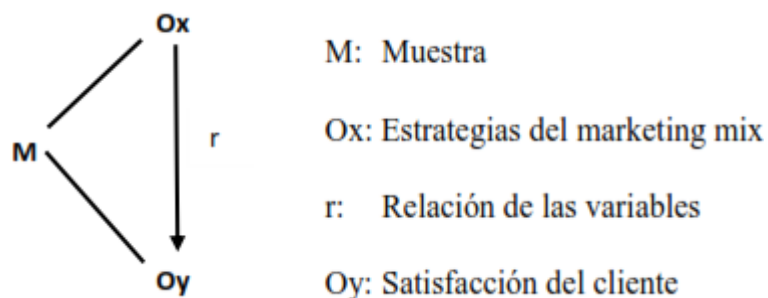 Ox
M
r
Oy
M: Muestra
Ox: Estrategias del marketing mix
r: Relación de las variables
Oy: Satisfacción del cliente